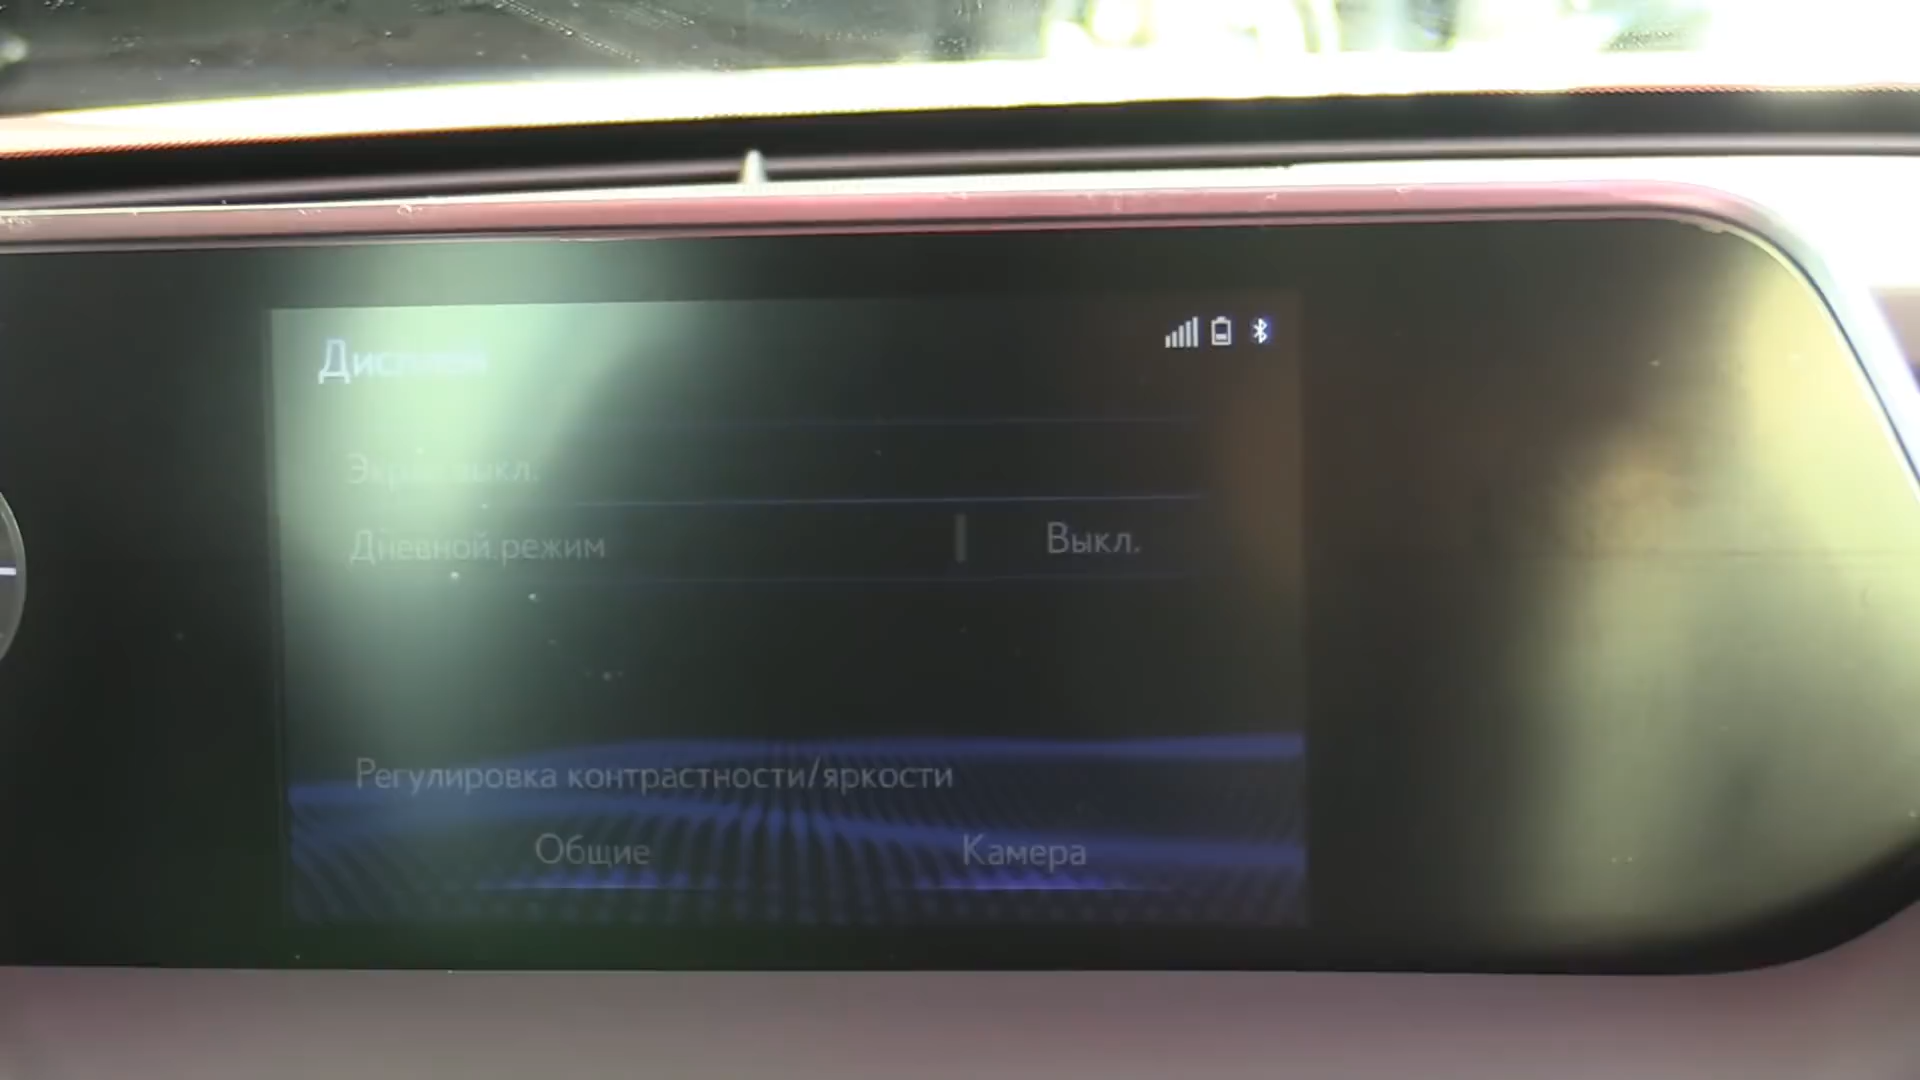 Дисплей
Экран выкл.
Дневной режим Выкл.
Регулировка контрастности/яркости
Общие Камера